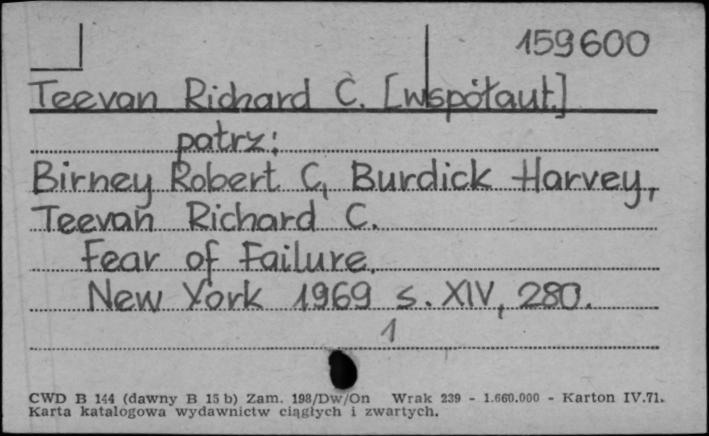 159600
Teevan Richard C. [współaut.]
patrz:
Birney Robert C, Burdick Harvey,
Teevan Richard C.
Fear of Failure.
New York 1969 s. XIV, 280.
1
CWD B 144 (dawny B 15 b) Zam. 198/Dw/On Wrak 239 - 1.660.000 - Karton IV.71.
Karta katalogowa wydawnictw ciągłych i zwartych.